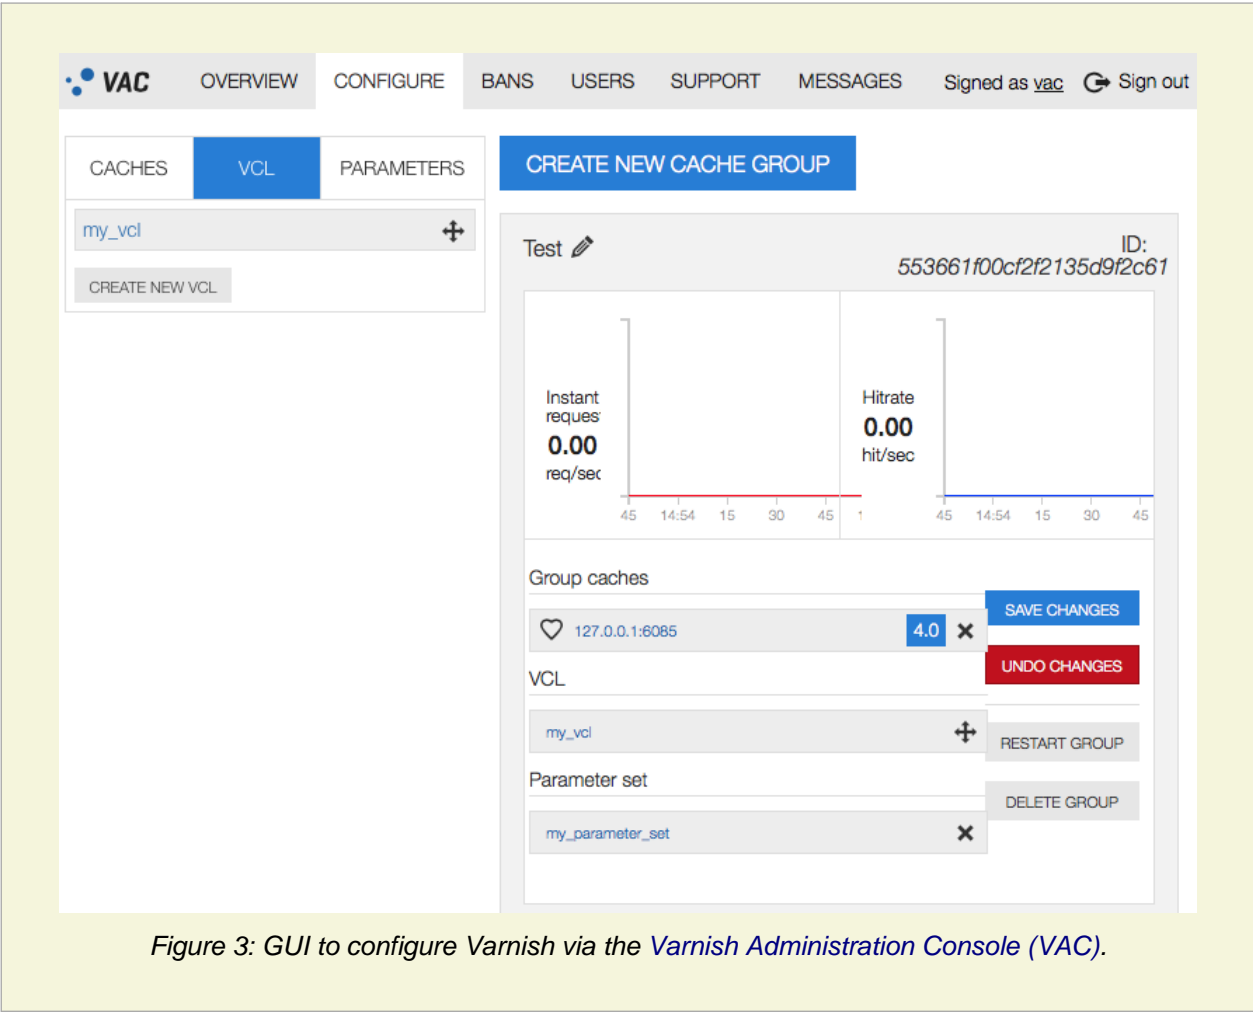 VAC OVERVIEW CONFIGURE BANS USERS SUPPORT MESSAGES Signed as vac Sign out
CACHES VCL PARAMETERS
my_vcl
CREATE NEW VCL
CREATE NEW CACHE GROUP
Test
ID:
553661f00cf2f2135d9f2c61
Instant
reques
0.00
req/sec
45 14:54 15 30 45 1
Hitrate
0.00
hit/sec
45 14:54 15 30 45
Group caches
127.0.0.1:6085 4.0
VCL
my_vcl
Parameter set
my_parameter_set
SAVE CHANGES
UNDO CHANGES
RESTART GROUP
DELETE GROUP
Figure 3: GUI to configure Varnish via the Varnish Administration Console (VAC).